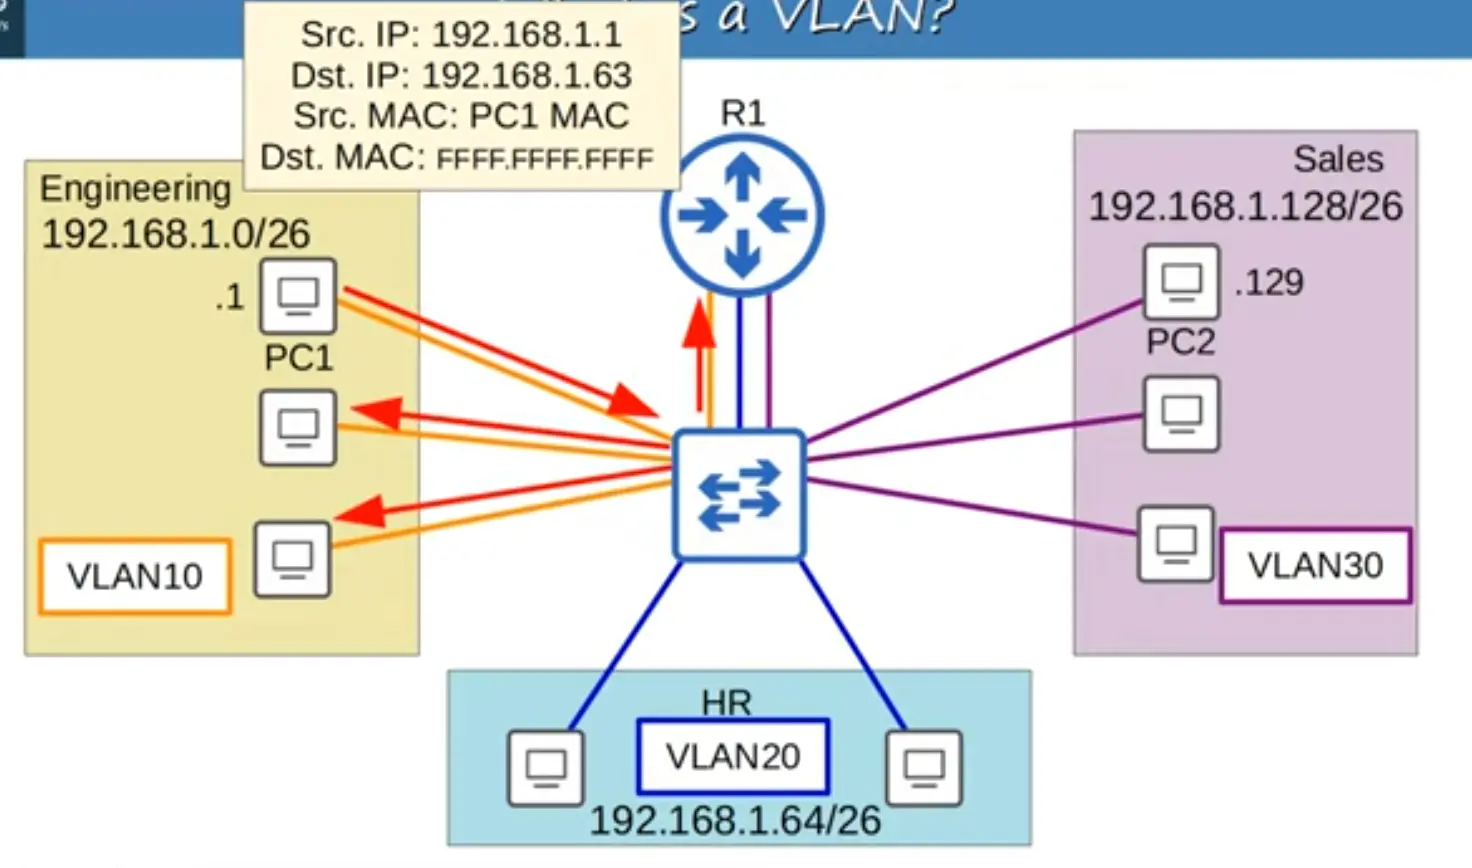 s a VLAN?
Src. IP: 192.168.1.1
Dst. IP: 192.168.1.63
Src. MAC: PC1 MAC
Dst. MAC: FFFF.FFFF.FFFF
R1
Engineering
192.168.1.0/26
.1
PC1
VLAN10
Sales
192.168.1.128/26
.129
PC2
VLAN30
HR
VLAN20
192.168.1.64/26